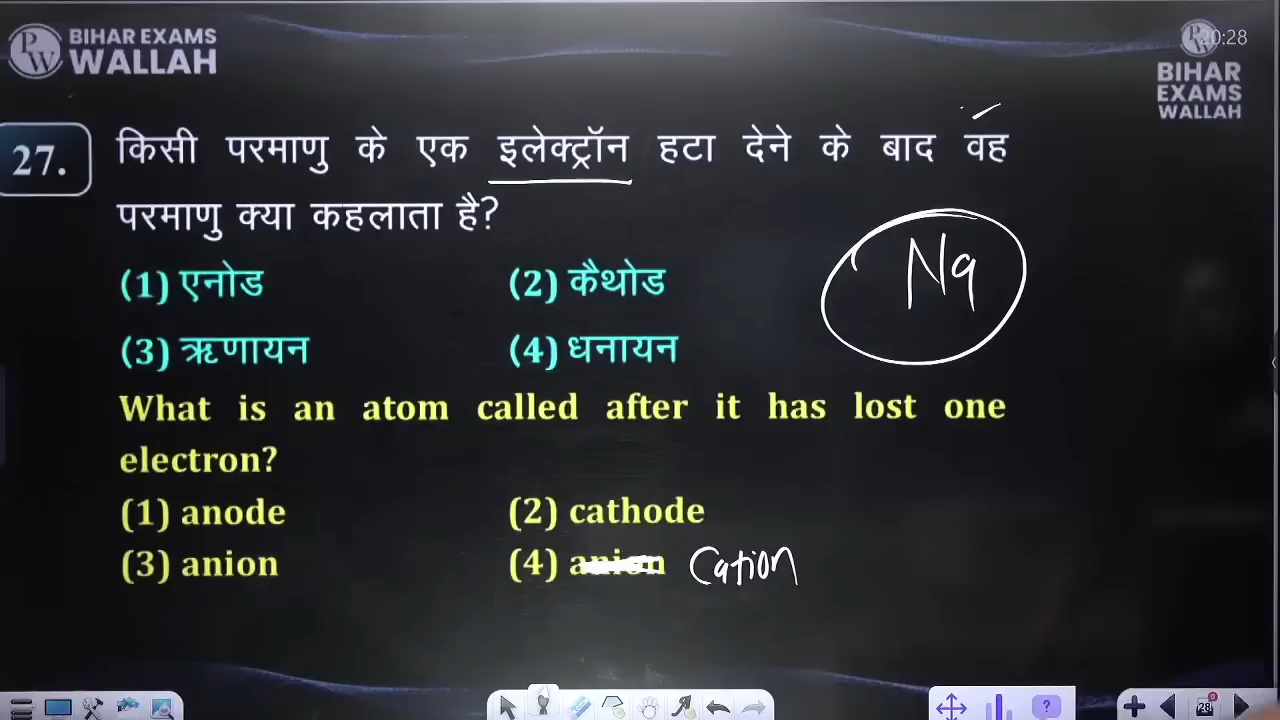 BIHAR EXAMS
WALLAH
20:28
BIHAR
EXAMS
WALLAH
27. किसी परमाणु के एक इलेक्ट्रॉन हटा देने के बाद वह
परमाणु क्या कहलाता है?
Na
(1) एनोड (2) कैथोड
(3) ऋणायन (4) धनायन
What is an atom called after it has lost one
electron?
(1) anode (2) cathode
(3) anion (4) anion Cation
28